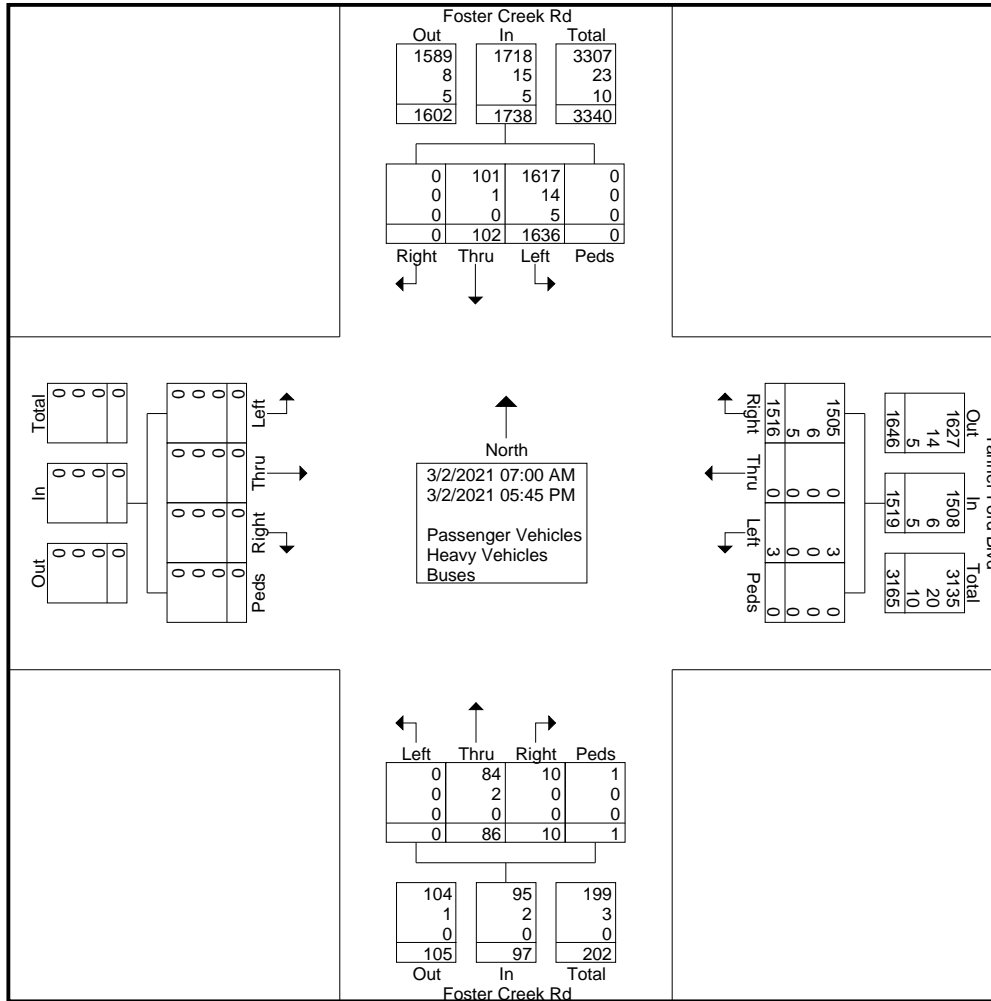 Foster Creek Rd
Out In Total
1589 1718 3307
8 15 23
5 5 10
1602 1738 3340
0 101 1617 0
0 1 14 0
0 0 5 0
0 102 1636 0
Right Thru Left Peds
Total
0 0 0 0
In
0 0 0 0
Out
0 0 0 0
Left
0 0 0 0
Thru
0 0 0 0
Right
0 0 0 0
Peds
0 0 0 0
North
3/2/2021 07:00 AM
3/2/2021 05:45 PM
Passenger Vehicles
Heavy Vehicles
Buses
Right
1505 6 5 1516
Thru
0 0 0 0
Left
3 0 0 3
Peds
0 0 0 0
Out
1627 14 5 1646
In
1508 6 5 1519
Total
3135 20 10 3165
Ford Blvd
Left Thru Right Peds
0 84 10 1
0 2 0 0
0 0 0 0
0 86 10 1
104 95 199
1 2 3
0 0 0
105 97 202
Out In Total
Foster Creek Rd